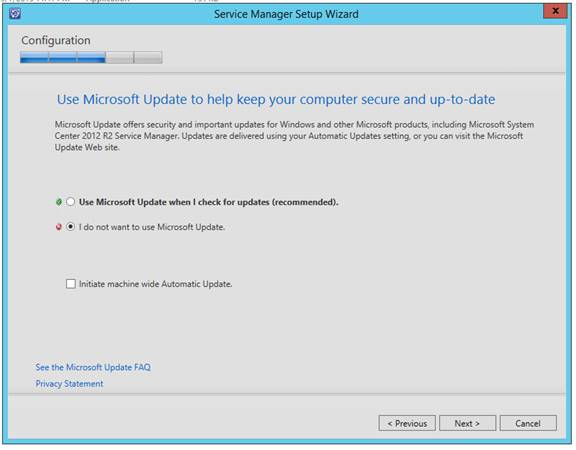 Service Manager Setup Wizard
x
Configuration
Use Microsoft Update to help keep your computer secure and up-to-date
Microsoft Update offers security and important updates for Windows and other Microsoft products, including Microsoft System
Center 2012 R2 Service Manager. Updates are delivered using your Automatic Updates setting, or you can visit the Microsoft
Update Web site.
Use Microsoft Update when I check for updates (recommended).
I do not want to use Microsoft Update.
Initiate machine wide Automatic Update.
See the Microsoft Update FAQ
Privacy Statement
< Previous Next > Cancel